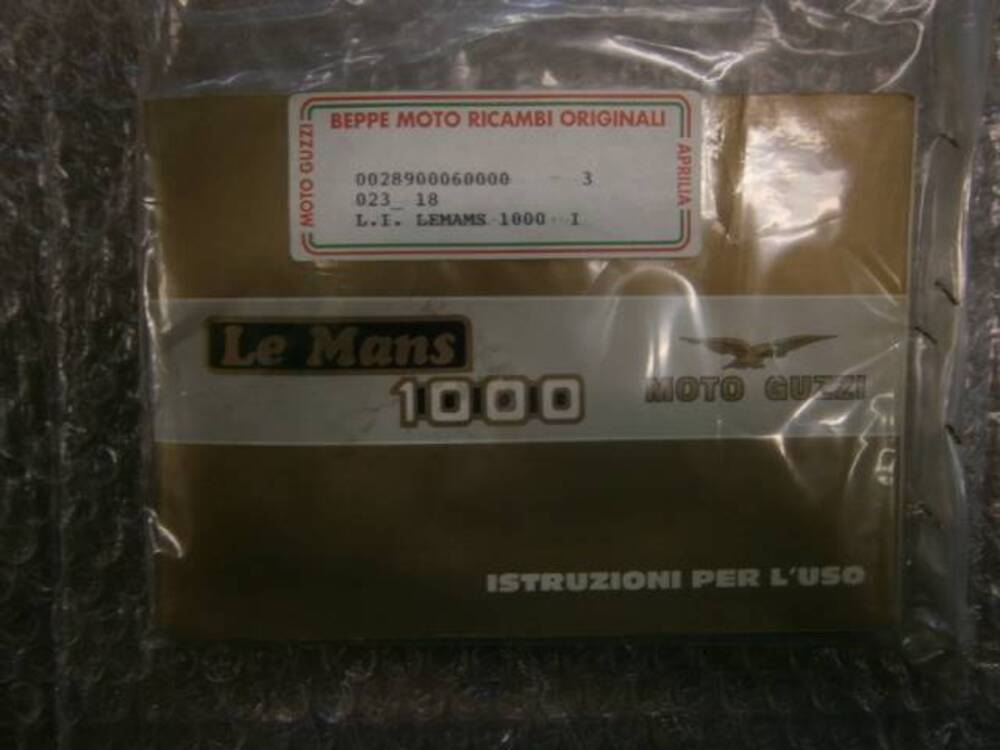 BEPPE MOTO RICAMBI ORIGINALI
MOTO GUZZI
APRILIA
0028900060000 3
023_ 18
L.I. LEMAMS 1000 I
Le Mans
1000
MOTO GUZZI
ISTRUZIONI PER L'USO